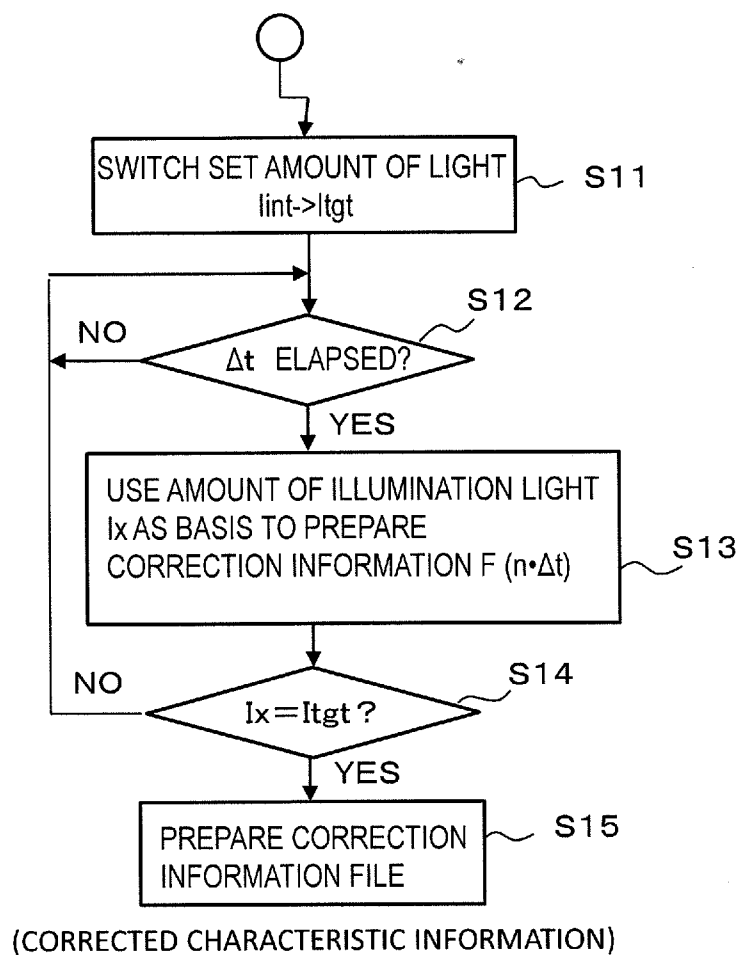 SWITCH SET AMOUNT OF LIGHT
Iint->Itgt
S11
S12
NO
Δt ELAPSED?
YES
USE AMOUNT OF ILLUMINATION LIGHT
Ix AS BASIS TO PREPARE
CORRECTION INFORMATION F (n•Δt)
S13
NO
S14
Ix=Itgt?
YES
PREPARE CORRECTION
INFORMATION FILE
S15
(CORRECTED CHARACTERISTIC INFORMATION)